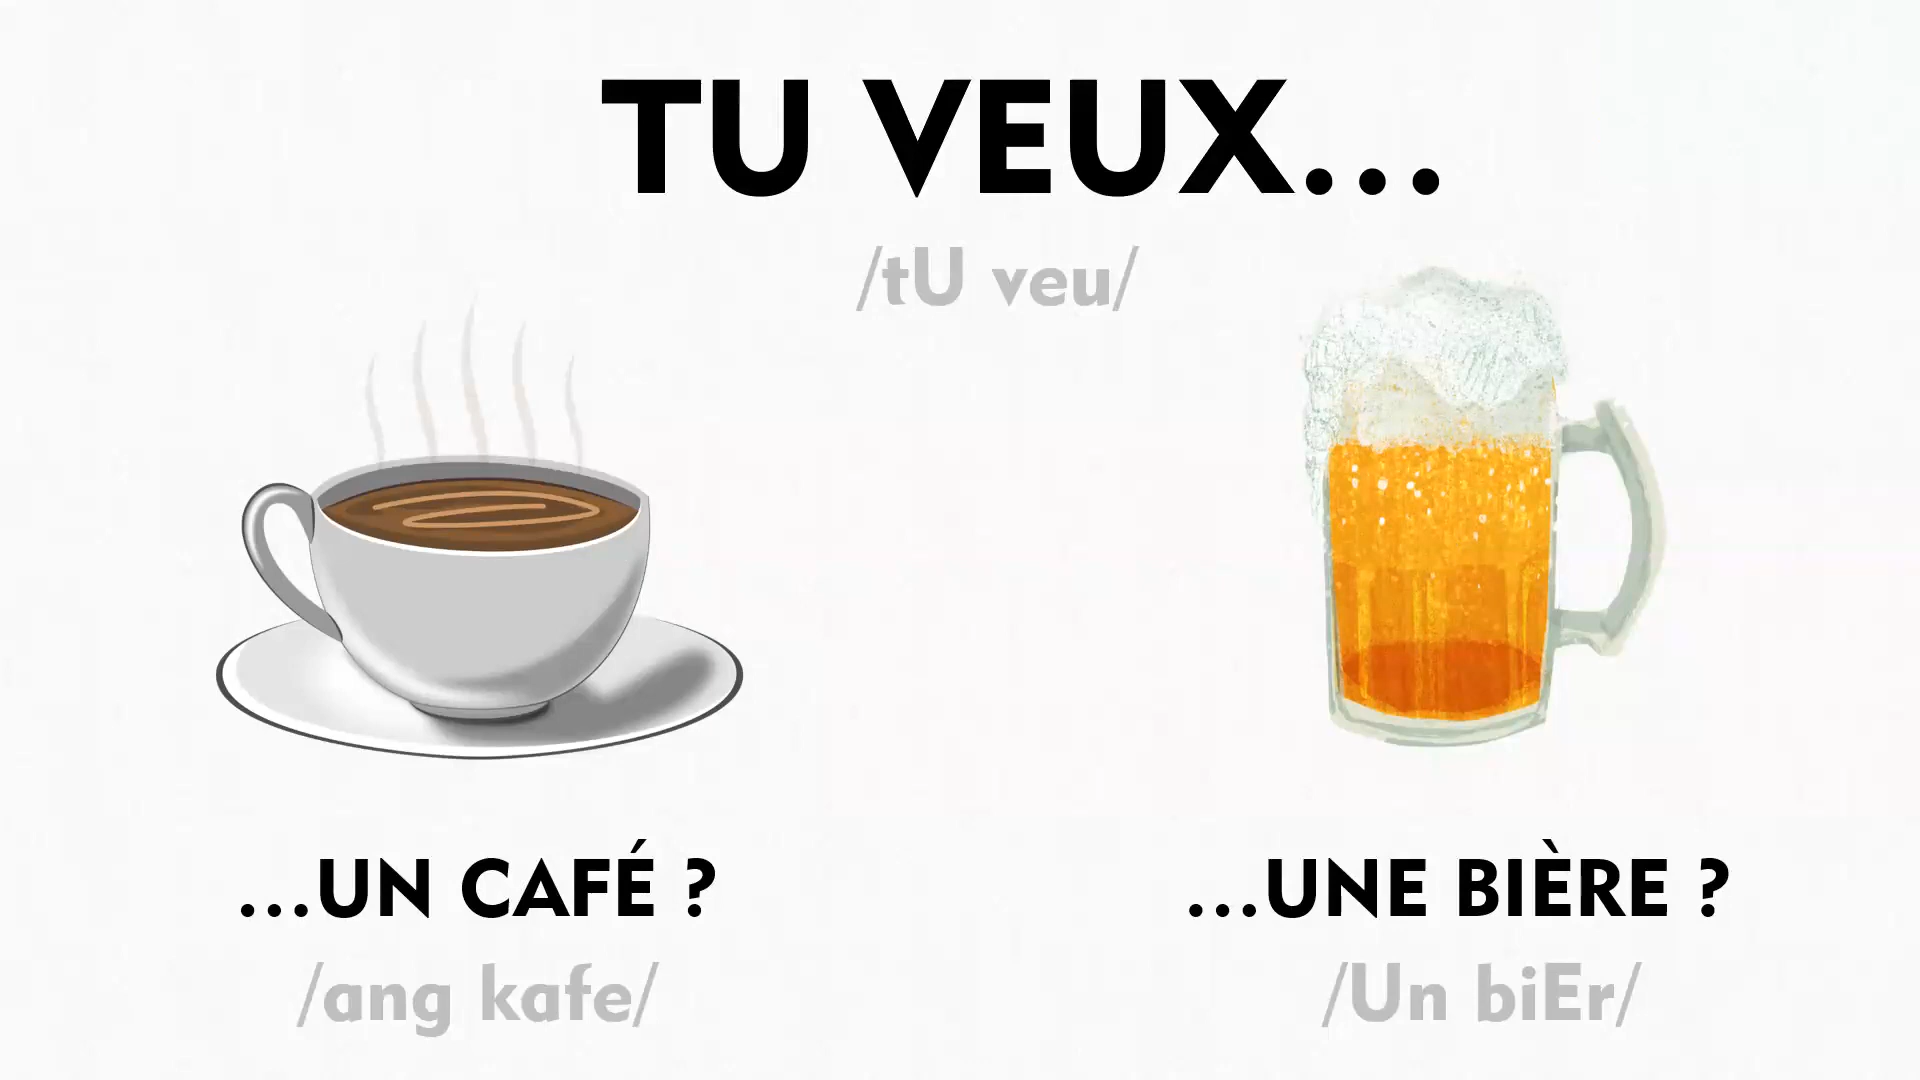 TU VEUX...
/tU veu/
...UN CAFÉ ?
/ang kafe/
...UNE BIÈRE ?
/Un biEr/